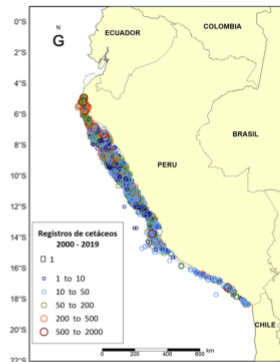 0°S
N
G
ECUADOR
COLOMBIA
2°S
4°S
6°S
8°S
BRASIL
PERU
10°S
12°S
14°S
Registros de cetáceos
2000 - 2019
1
1 to 10
10 to 50
50 to 200
200 to 500
500 to 2000
16°S
18°S
20°S
CHILE
0 200 400 600
km
22°S